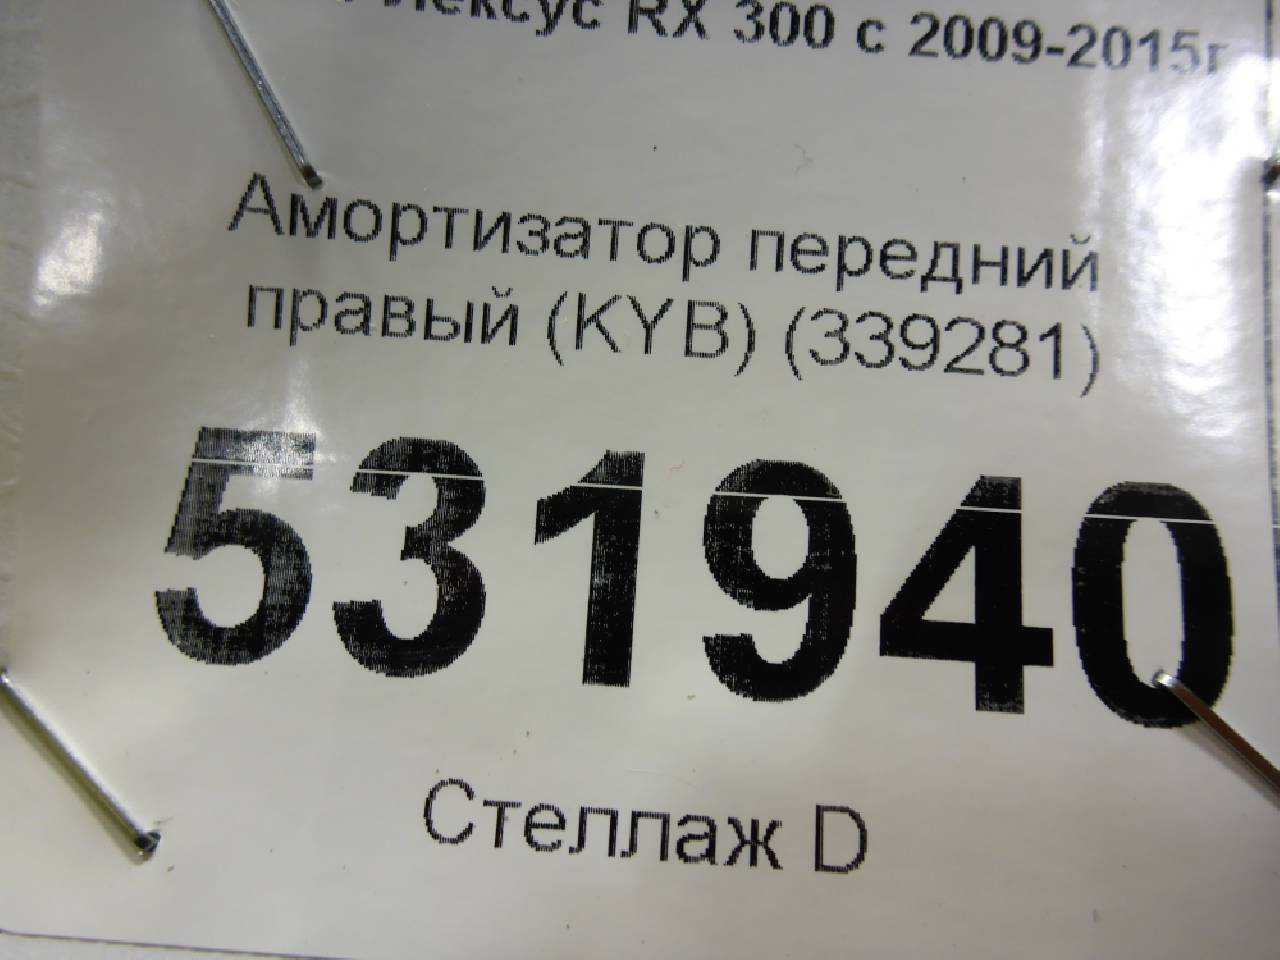 Лексус RX 300 с 2009-2015г
Амортизатор передний
правый (KYB) (339281)
531940
Стеллаж D